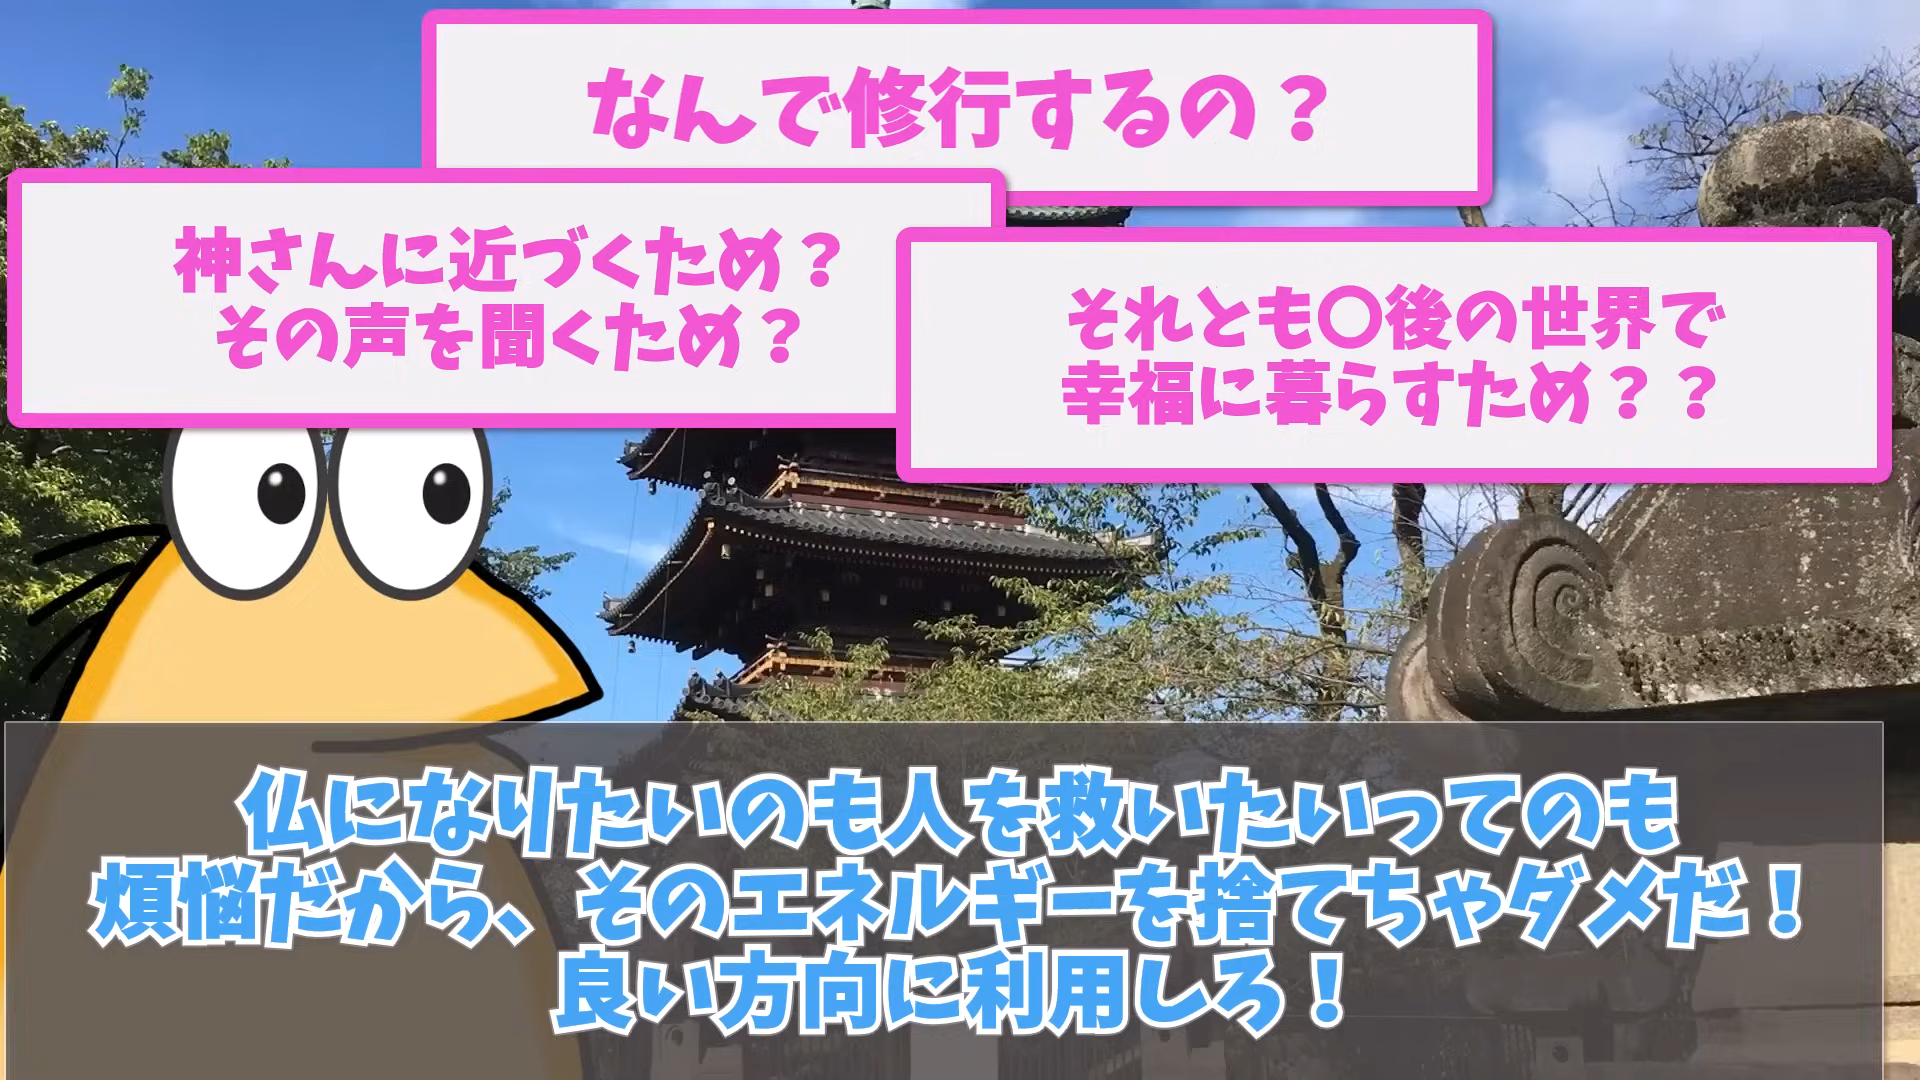 なんで修行するの？
神さんに近づくため？
その声を聞くため？
それとも〇後の世界で
幸福に暮らすため？？
仏になりたいのも人を救いたいってのも
煩悩だから、そのエネルギーを捨てちゃダメだ！
良い方向に利用しろ！